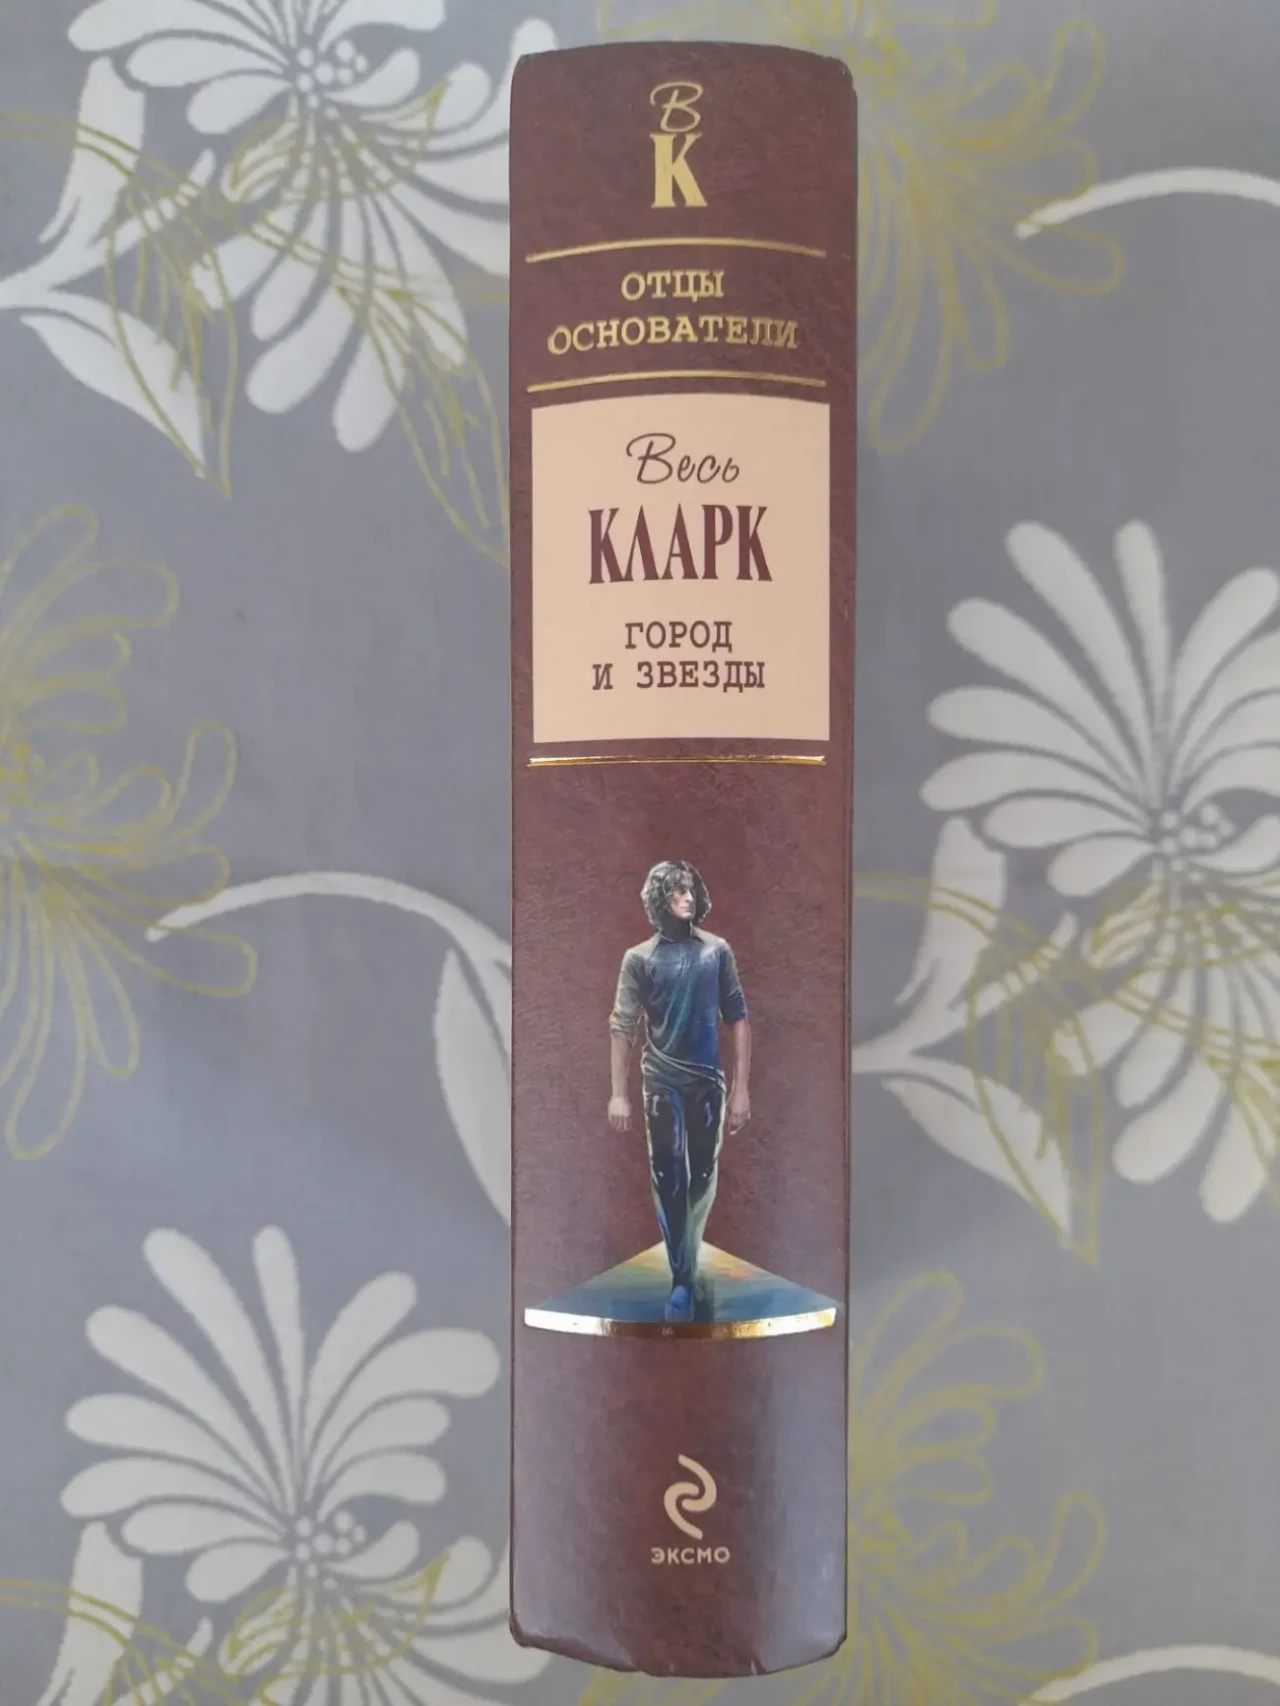 В
К
ОТЦЫ
ОСНОВАТЕЛИ
Весь
КЛАРК
ГОРОД
И ЗВЕЗДЫ
ЭКСМО